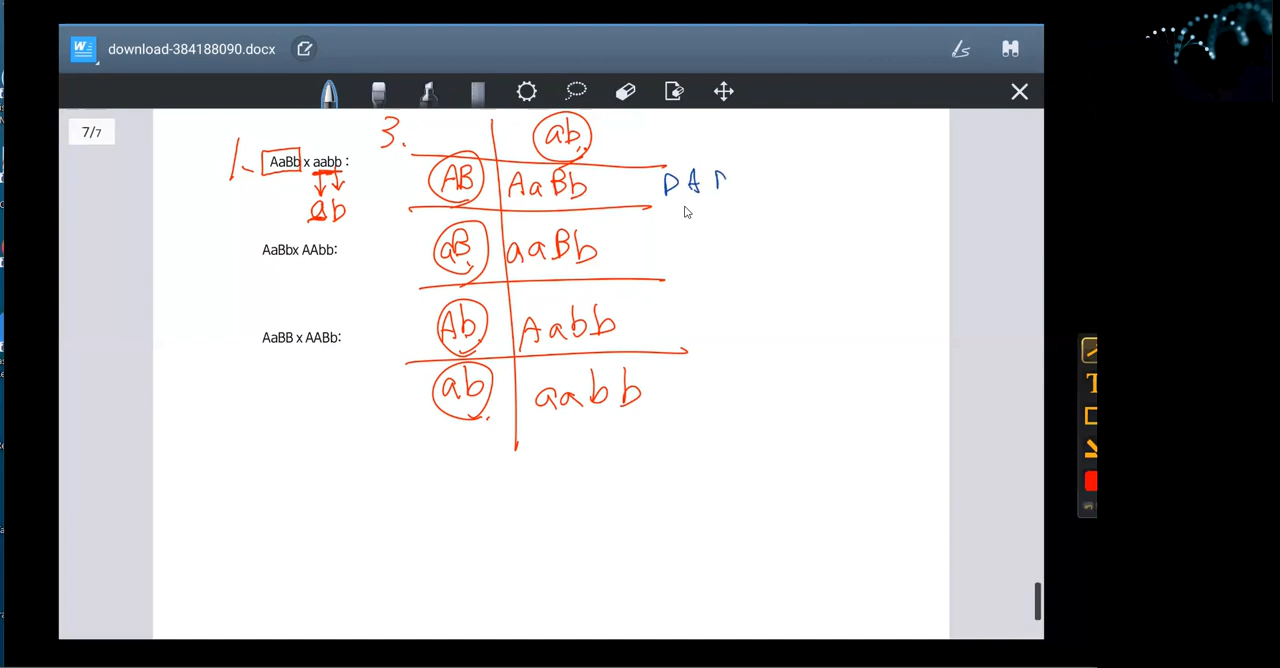 download-384188090.docx
7/7
3. ab
1. AaBb x aabb :
AB AaBb D A
ab
AaBbx AAbb:
aB aaBb
Ab Aabb
AaBB x AABb:
ab aabb